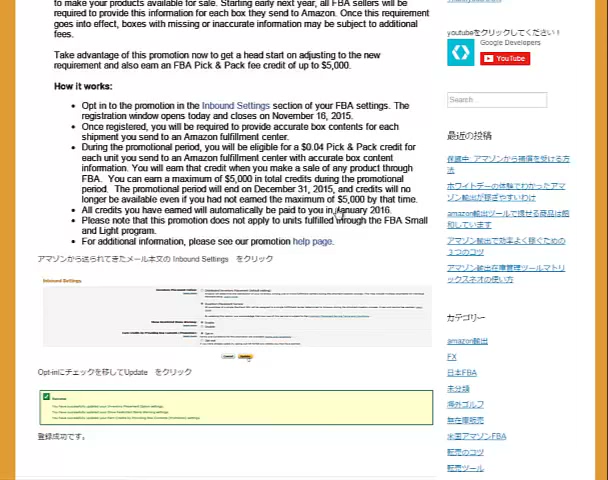 to make your products available for sale. Starting early next year, all FBA sellers will be
required to provide this information for each box they send to Amazon. Once this requirement
goes into effect, boxes with missing or inaccurate information may be subject to additional
fees.
Take advantage of this promotion now to get a head start on adjusting to the new
requirement and also earn an FBA Pick & Pack fee credit of up to $5,000.
How it works:
Opt in to the promotion in the Inbound Settings section of your FBA settings. The
registration window opens today and closes on November 16, 2015.
Once registered, you will be required to provide accurate box contents for each
shipment you send to an Amazon fulfillment center.
During the promotional period, you will be eligible for a $0.04 Pick & Pack credit for
each unit you send to an Amazon fulfillment center with accurate box content
information. You will earn that credit when you make a sale of any product through
FBA. You can earn a maximum of $5,000 in total credits during the promotional
period. The promotional period will end on December 31, 2015, and credits will no
longer be available even if you had not earned the maximum of $5,000 by that time.
All credits you have earned will automatically be paid to you in January 2016.
Please note that this promotion does not apply to units fulfilled through the FBA Small
and Light program.
For additional information, please see our promotion help page.
アマゾンから送られてきたメール本文の Inbound Settings をクリック
Inbound Settings
Opt-inにチェックを移してUpdate をクリック
Success
登録成功です。
youtubeをクリックしてください！
Google Developers
YouTube
Search...
最近の投稿
保護中: アマゾンから補償を受ける方
法
ホワイトデーの体験でわかったアマ
ゾン輸出が稼ぎやすいわけ
amazon輸出ツールで探せる商品は飽
和しています
アマゾン輸出で効率よく稼ぐための
３つのコツ
アマゾン輸出在庫管理ツールマトリ
ックスネオの使い方
カテゴリー
amazon輸出
FX
日本FBA
未分類
海外ゴルフ
無在庫販売
米国アマゾンFBA
転売のコツ
転売ツール